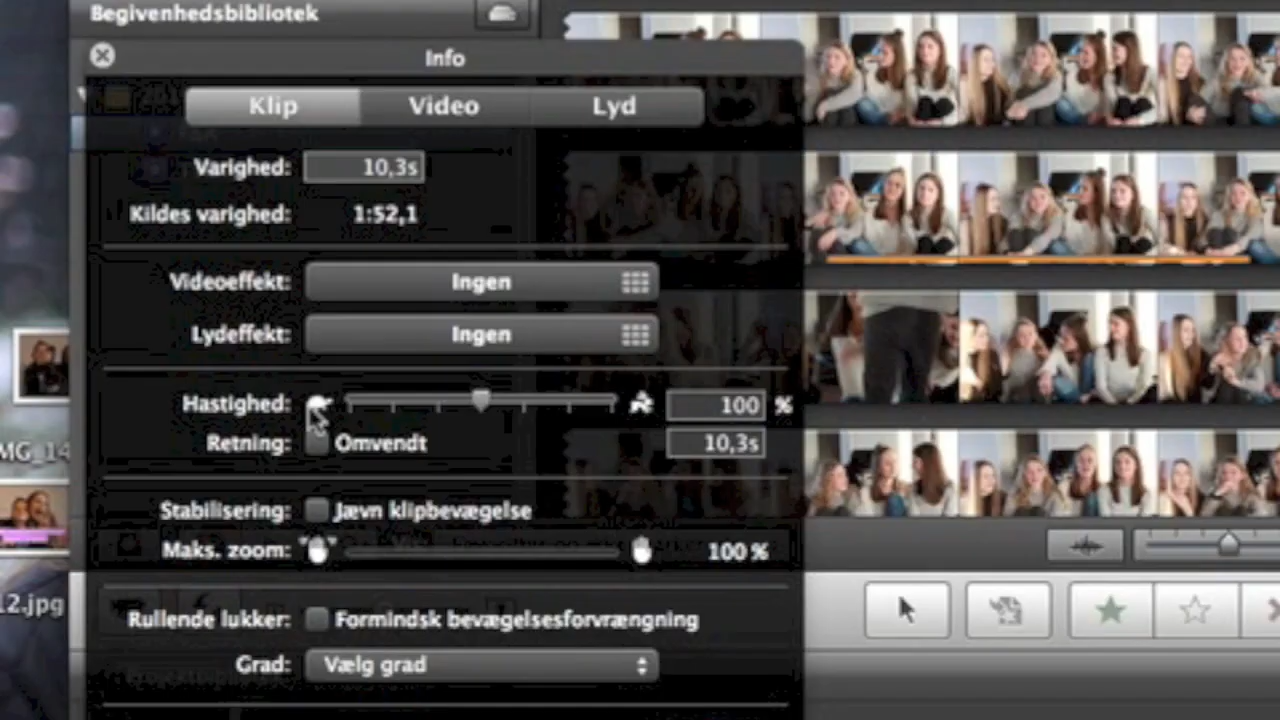 Begivenhedsbibliotek
Info
Klip Video Lyd
Varighed: 10,3s
Kildes varighed: 1:52,1
Videoeffekt: Ingen
Lydeffekt: Ingen
Hastighed: 100 %
Retning: Omvendt 10,3s
MG_14
Stabilisering: Jævn klipbevægelse
Maks. zoom: 100 %
12.jpg
Rullende lukker: Formindsk bevægelsesforvrængning
Grad: Vælg grad